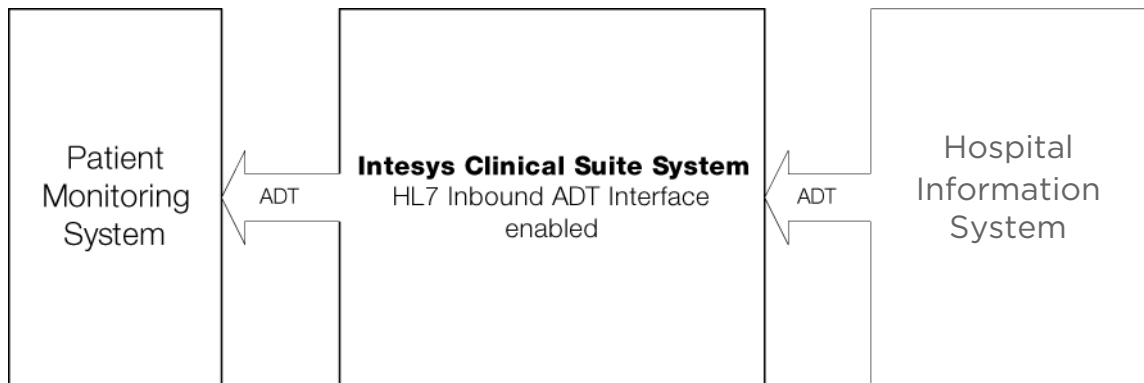 Patient
Monitoring
System
ADT
Intesys Clinical Suite System
HL7 Inbound ADT Interface
enabled
ADT
Hospital
Information
System